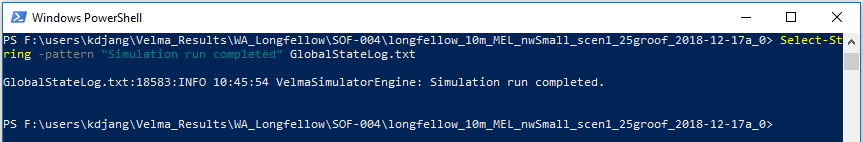 Windows PowerShell
PS F:\users\kdjang\Velma_Results\WA_Longfellow\SOF-004\longfellow_10m_MEL_nwSmall_scen1_25groof_2018-12-17a_0> Select-St
ring -pattern "Simulation run completed" GlobalStateLog.txt
GlobalStateLog.txt:18583:INFO 10:45:54 VelmaSimulatorEngine: Simulation run completed.
PS F:\users\kdjang\Velma_Results\WA_Longfellow\SOF-004\longfellow_10m_MEL_nwSmall_scen1_25groof_2018-12-17a_0>